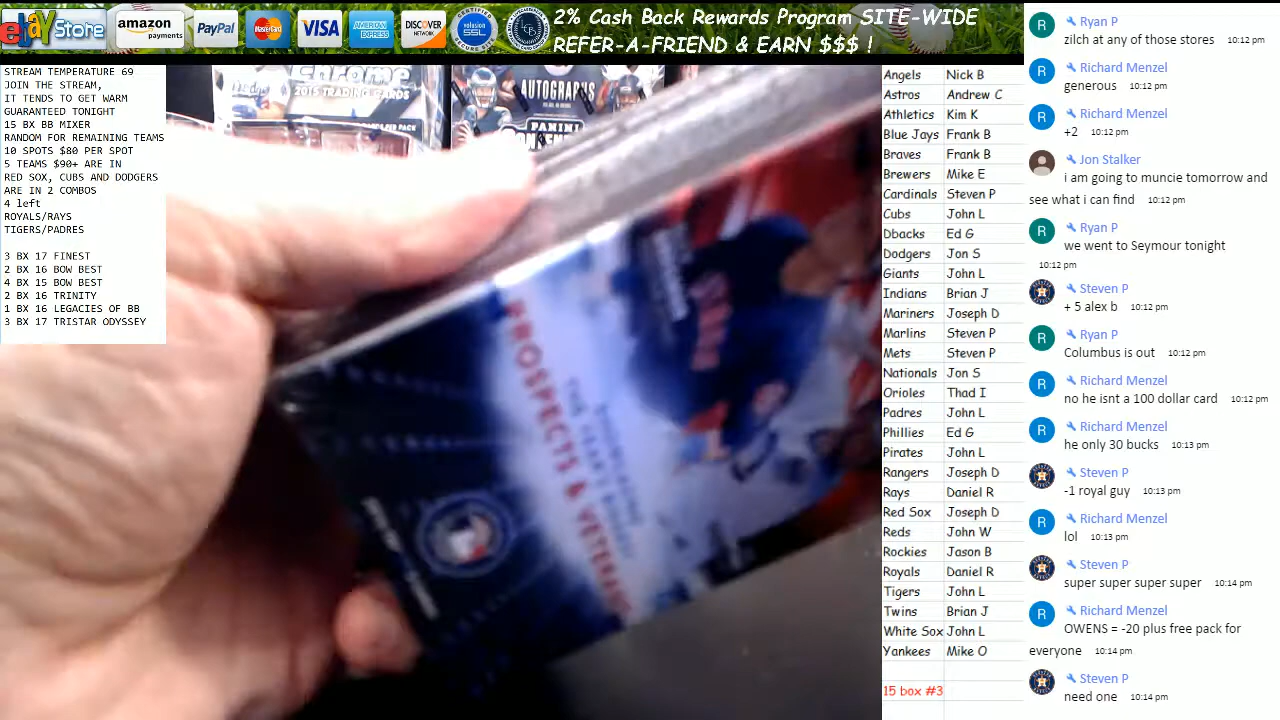 ebay Store
amazon
payments
PayPal
MasterCard
VISA
AMERICAN
EXPRESS
DISCOVER
NETWORK
2% Cash Back Rewards Program SITE-WIDE
REFER-A-FRIEND & EARN $$$ !
STREAM TEMPERATURE 69
JOIN THE STREAM,
IT TENDS TO GET WARM
GUARANTEED TONIGHT
15 BX BB MIXER
RANDOM FOR REMAINING TEAMS
10 SPOTS $80 PER SPOT
5 TEAMS $90+ ARE IN
RED SOX, CUBS AND DODGERS
ARE IN 2 COMBOS
4 left
ROYALS/RAYS
TIGERS/PADRES
3 BX 17 FINEST
2 BX 16 BOW BEST
4 BX 15 BOW BEST
2 BX 16 TRINITY
1 BX 16 LEGACIES OF BB
3 BX 17 TRISTAR ODYSSEY
Chrome
2015 TRADING CARDS
AUTOGRAPHS
PANINI
PROSPECTS & VETERANS
Angels Nick B
Astros Andrew C
Athletics Kim K
Blue Jays Frank B
Braves Frank B
Brewers Mike E
Cardinals Steven P
Cubs John L
Dbacks Ed G
Dodgers Jon S
Giants John L
Indians Brian J
Mariners Joseph D
Marlins Steven P
Mets Steven P
Nationals Jon S
Orioles Thad I
Padres John L
Phillies Ed G
Pirates John L
Rangers Joseph D
Rays Daniel R
Red Sox Joseph D
Reds John W
Rockies Jason B
Royals Daniel R
Tigers John L
Twins Brian J
White Sox John L
Yankees Mike O
15 box #3
R Ryan P
zilch at any of those stores 10:12 pm
R Richard Menzel
generous 10:12 pm
R Richard Menzel
+2 10:12 pm
Jon Stalker
i am going to muncie tomorrow and
see what i can find 10:12 pm
R Ryan P
we went to Seymour tonight
10:12 pm
Steven P
+ 5 alex b 10:12 pm
R Ryan P
Columbus is out 10:12 pm
R Richard Menzel
no he isnt a 100 dollar card 10:12 pm
R Richard Menzel
he only 30 bucks 10:13 pm
Steven P
-1 royal guy 10:13 pm
R Richard Menzel
lol 10:13 pm
Steven P
super super super super 10:14 pm
R Richard Menzel
OWENS = -20 plus free pack for
everyone 10:14 pm
Steven P
need one 10:14 pm